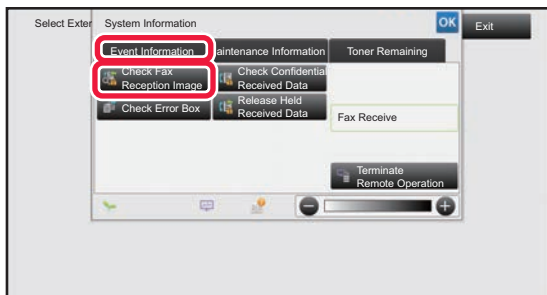 Select Exter
System Information
OK
Exit
Event Information
aintenance Information
Toner Remaining
Check Fax
Reception Image
Check Confidential
Received Data
Check Error Box
Release Held
Received Data
Fax Receive
Terminate
Remote Operation